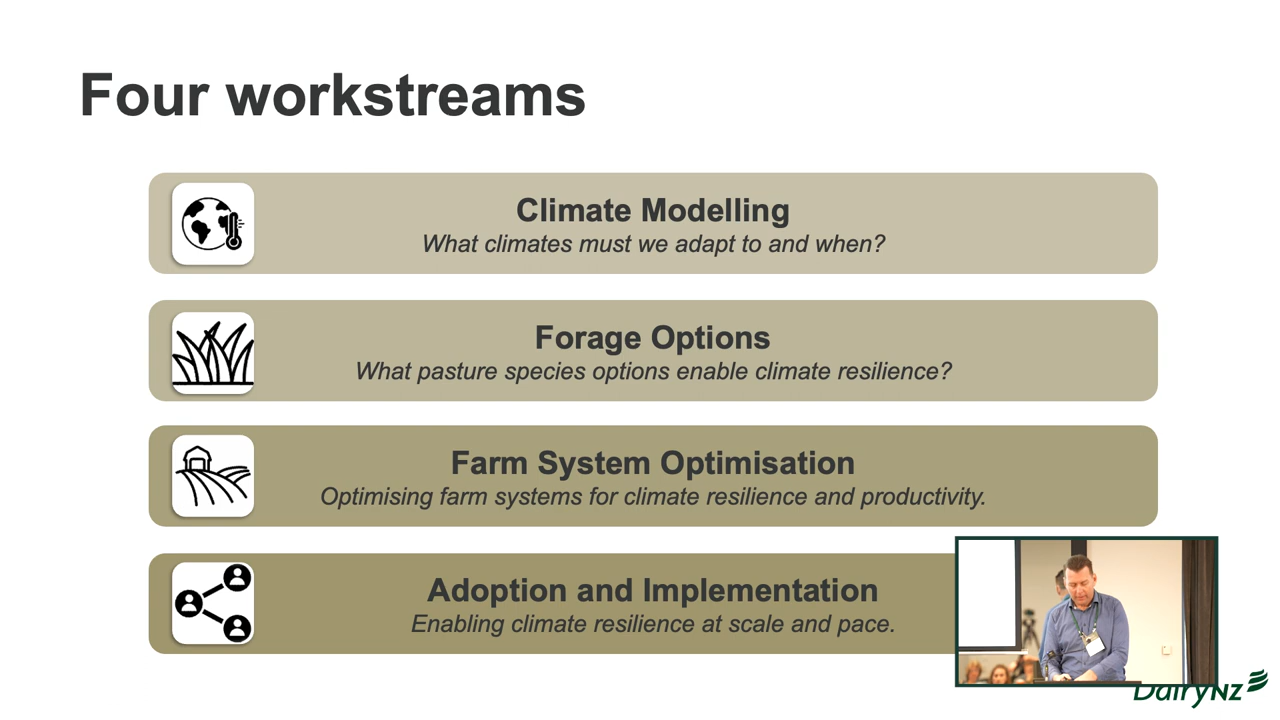 Four workstreams
Climate Modelling
What climates must we adapt to and when?
Forage Options
What pasture species options enable climate resilience?
Farm System Optimisation
Optimising farm systems for climate resilience and productivity.
Adoption and Implementation
Enabling climate resilience at scale and pace.
DairyNZ